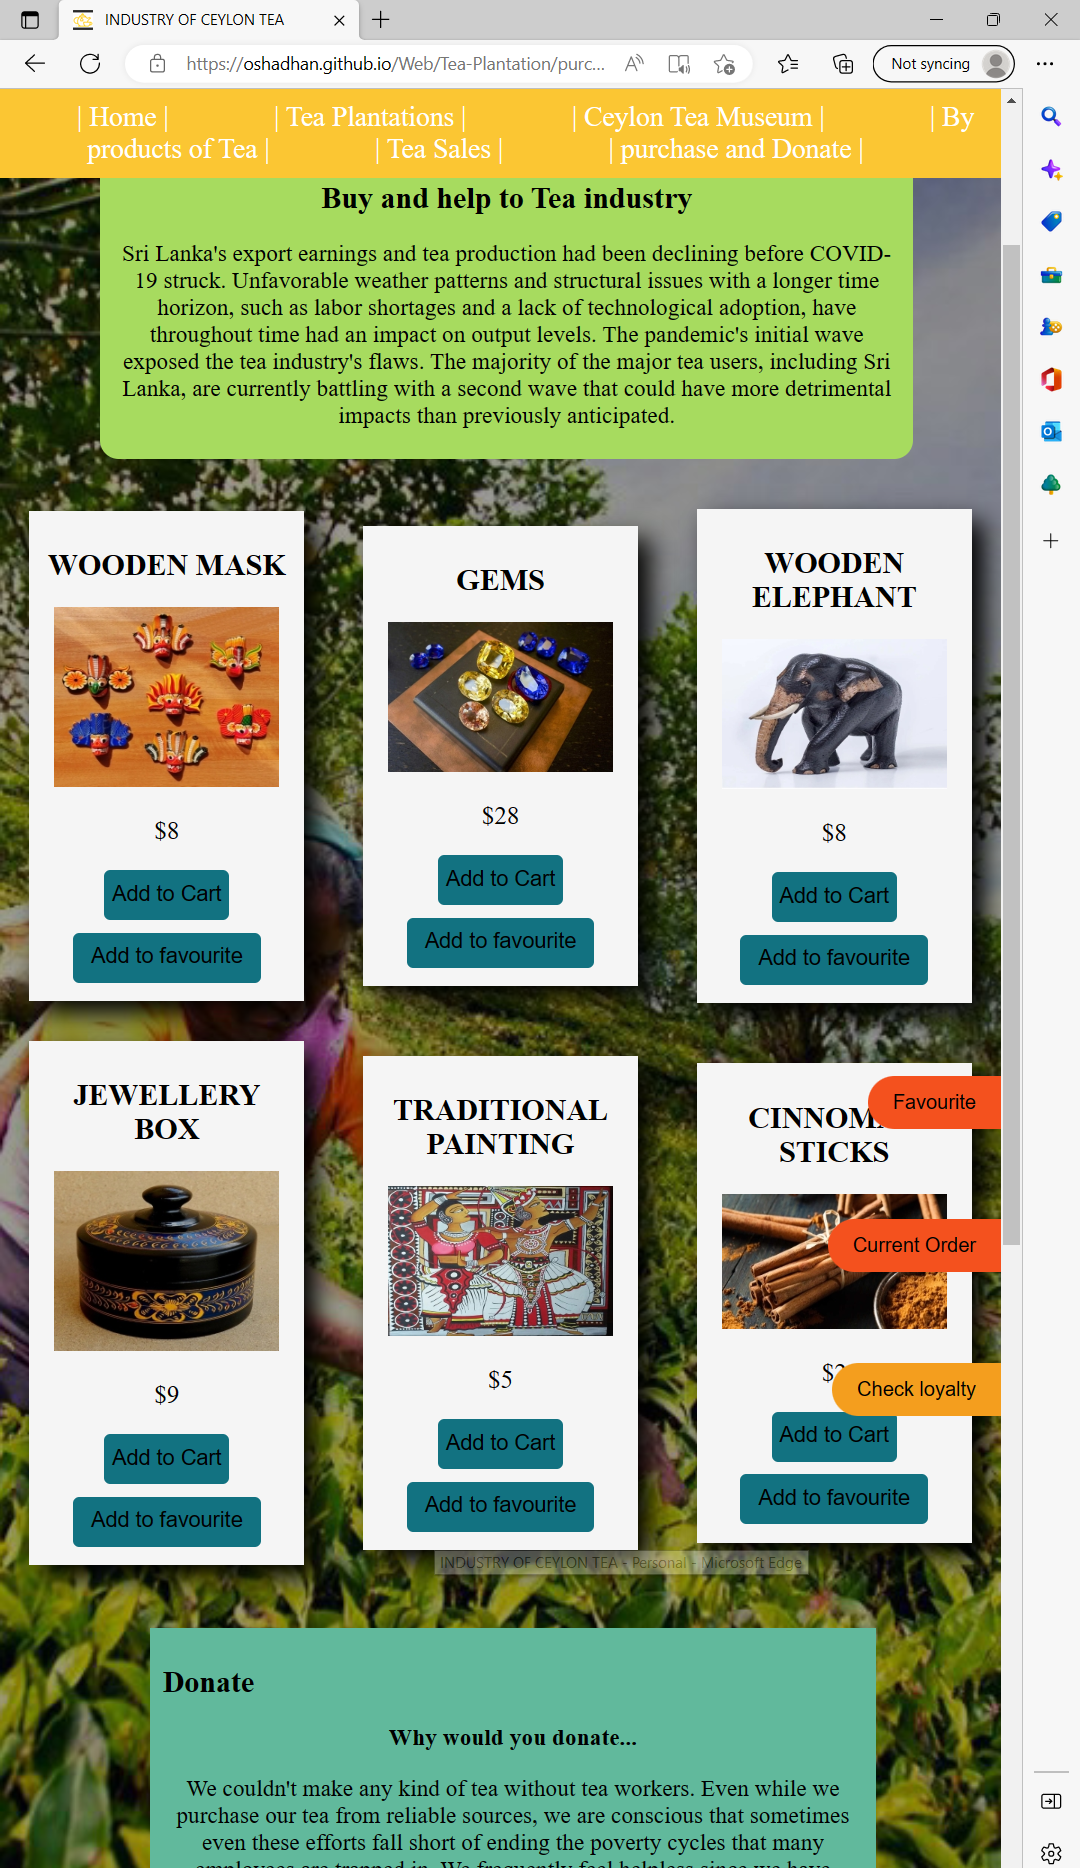 INDUSTRY OF CEYLON TEA
https://oshadhan.github.io/Web/Tea-Plantation/purc...
Not syncing
| Home |
| Tea Plantations |
| Ceylon Tea Museum |
| By
products of Tea |
| Tea Sales |
| purchase and Donate |
Buy and help to Tea industry
Sri Lanka's export earnings and tea production had been declining before COVID-
19 struck. Unfavorable weather patterns and structural issues with a longer time
horizon, such as labor shortages and a lack of technological adoption, have
throughout time had an impact on output levels. The pandemic's initial wave
exposed the tea industry's flaws. The majority of the major tea users, including Sri
Lanka, are currently battling with a second wave that could have more detrimental
impacts than previously anticipated.
WOODEN MASK
$8
Add to Cart
Add to favourite
GEMS
$28
Add to Cart
Add to favourite
WOODEN
ELEPHANT
$8
Add to Cart
Add to favourite
JEWELLERY
BOX
$9
Add to Cart
Add to favourite
TRADITIONAL
PAINTING
$5
Add to Cart
Add to favourite
STICKS
Add to Cart
Add to favourite
Favourite
Current Order
Check loyalty
INDUSTRY OF CEYLON TEA - Personal - Microsoft Edge
Donate
Why would you donate...
We couldn't make any kind of tea without tea workers. Even while we
purchase our tea from reliable sources, we are conscious that sometimes
even these efforts fall short of ending the poverty cycles that many
employees are trapped in. We frequently feel helpless since we have